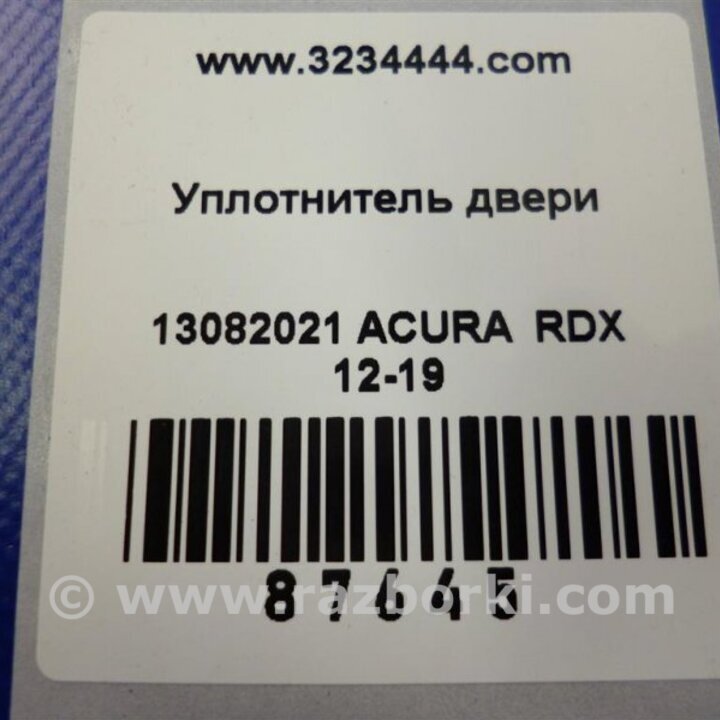 www.3234444.com
Уплотнитель двери
13082021 ACURA RDX
12-19
87645
© www.razborki.com